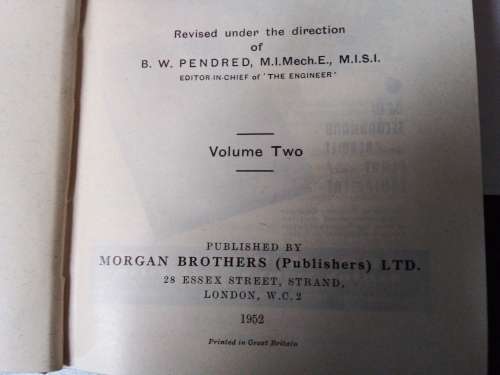 Revised under the direction
of
B. W. PENDRED, M.I.Mech.E., M.I.S.I.
EDITOR-IN-CHIEF of 'THE ENGINEER'
Volume Two
PUBLISHED BY
MORGAN BROTHERS (Publishers) LTD.
28 ESSEX STREET, STRAND,
LONDON, W.C.2
1952
Printed in Great Britain